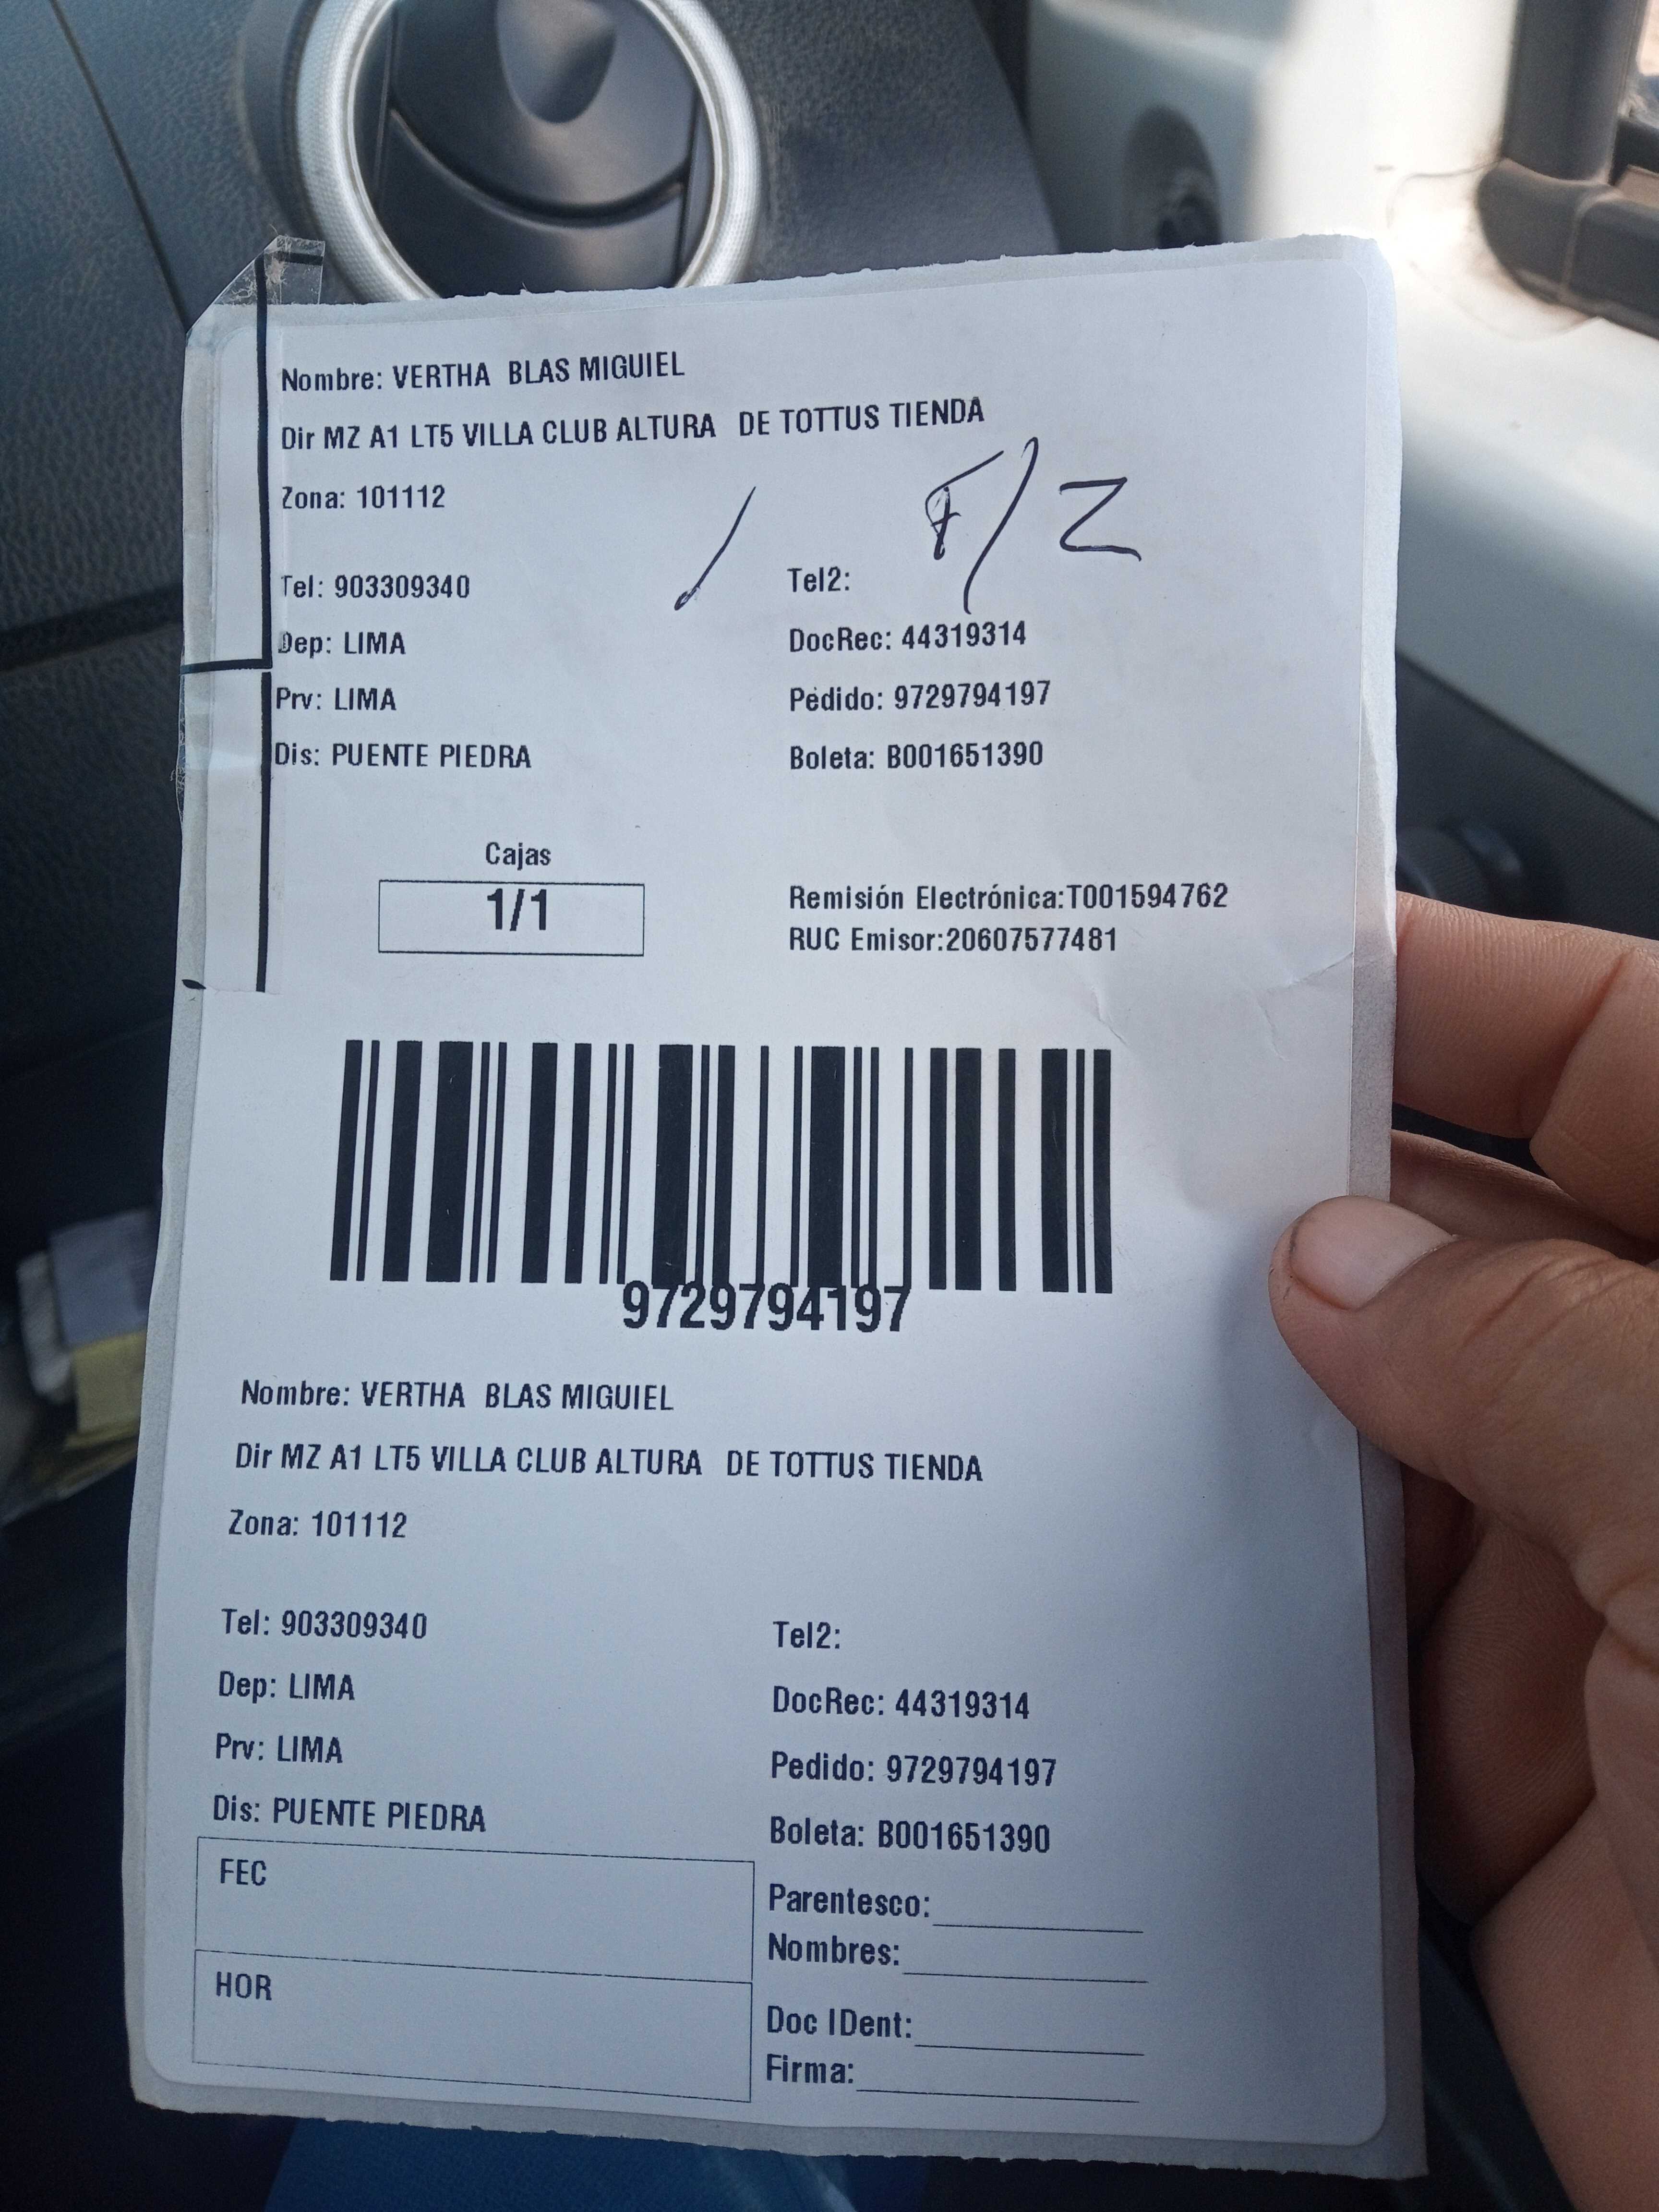 Nombre: VERTHA BLAS MIGUIEL
Dir MZ A1 LT5 VILLA CLUB ALTURA DE TOTTUS TIENDA
Zona: 101112
F/Z
Tel: 903309340
Tel2:
Dep: LIMA
DocRec: 44319314
Prv: LIMA
Pedido: 9729794197
Dis: PUENTE PIEDRA
Boleta: B001651390
Cajas
1/1
Remisión Electrónica:T001594762
RUC Emisor:20607577481
9729794197
Nombre: VERTHA BLAS MIGUIEL
Dir MZ A1 LT5 VILLA CLUB ALTURA DE TOTTUS TIENDA
Zona: 101112
Tel: 903309340
Tel2:
Dep: LIMA
DocRec: 44319314
Prv: LIMA
Pedido: 9729794197
Dis: PUENTE PIEDRA
Boleta: B001651390
FEC
Parentesco:
Nombres:
HOR
Doc IDent:
Firma: